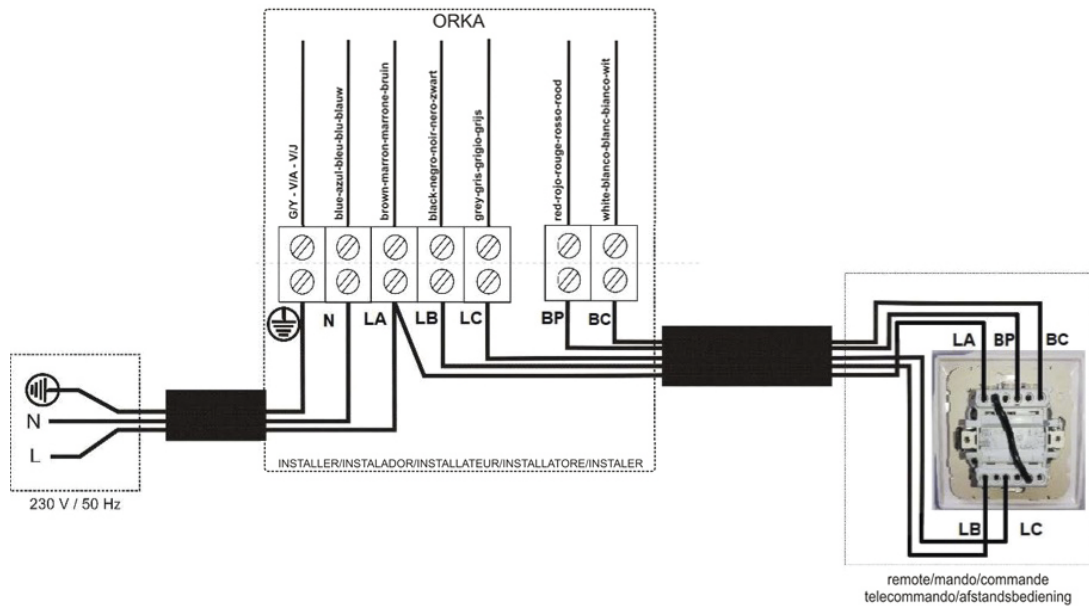 ORKA
G/Y - V/A - V/J
blue-azul-bleu-blu-blauw
brown-marron-marrone-bruin
black-negro-noir-nero-zwart
grey-gris-grigio-grijs
red-rojo-rouge-rosso-rood
white-blanco-blanc-bianco-wit
N LA LB LC BP BC
LA BP BC
N
L
INSTALLER/INSTALADOR/INSTALLATEUR/INSTALLATORE/INSTALER
230 V / 50 Hz
LB LC
remote/mando/commande
telecommando/afstandsbediening